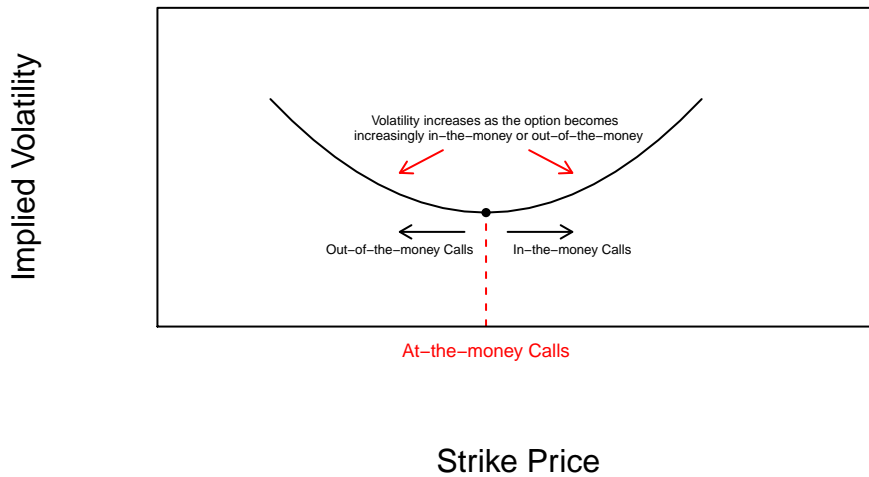 Implied Volatility
Volatility increases as the option becomes
increasingly in−the−money or out−of−the−money
Out−of−the−money Calls
In−the−money Calls
At−the−money Calls
Strike Price